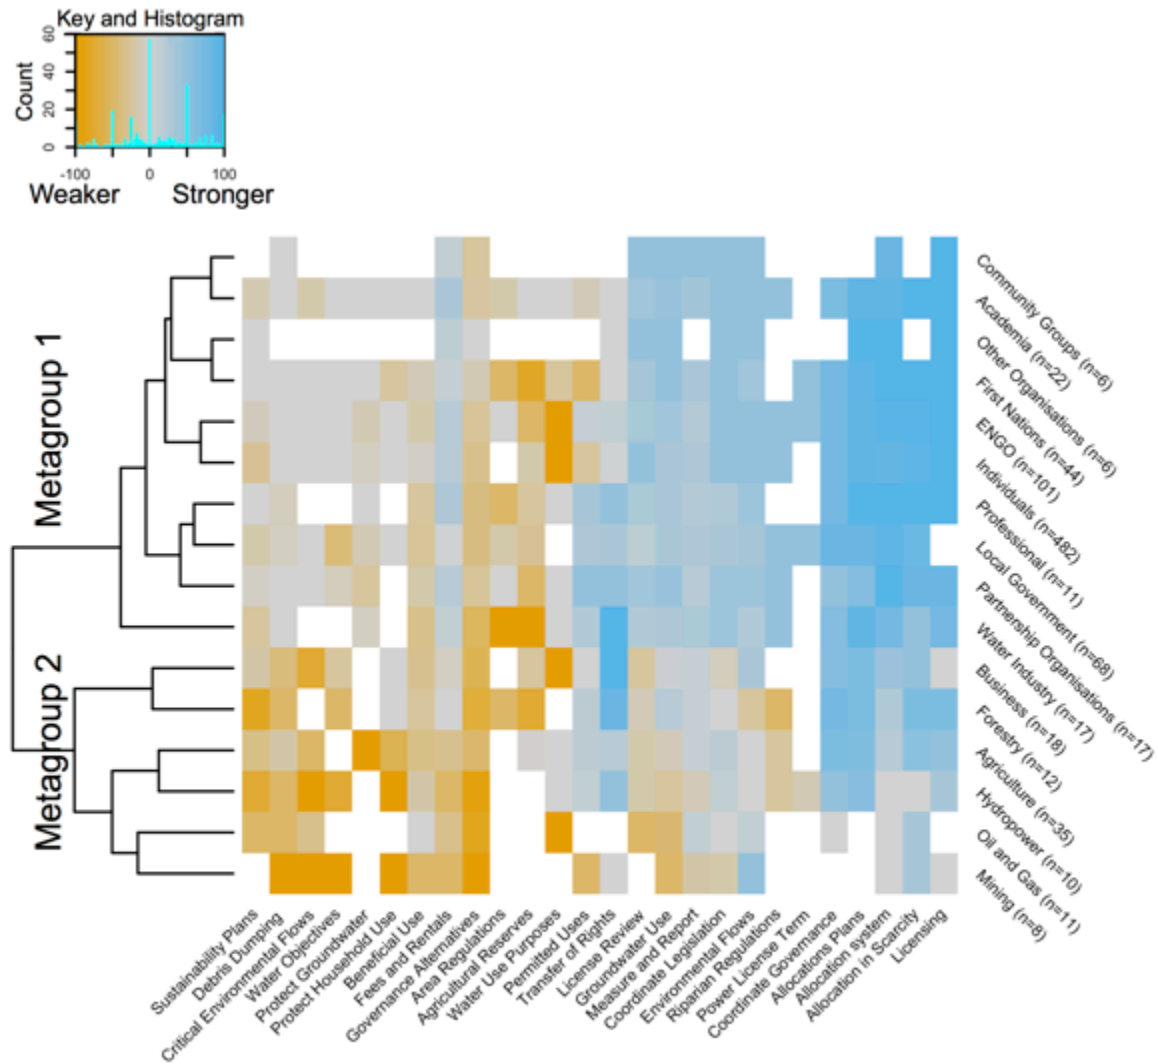 Key and Histogram
Count
0
20
40
60
-100
0
100
Weaker
Stronger
Metagroup 1
Metagroup 2
Community Groups (n=6)
Academia (n=22)
Other Organisations (n=6)
First Nations (n=44)
ENGO (n=101)
Individuals (n=482)
Professional (n=11)
Local Government (n=68)
Partnership Organisations (n=17)
Water Industry (n=17)
Business (n=18)
Forestry (n=12)
Agriculture (n=35)
Hydropower (n=10)
Oil and Gas (n=11)
Mining (n=8)
Sustainability Plans
Debris Dumping
Critical Environmental Flows
Water Objectives
Protect Groundwater
Protect Household Use
Beneficial Use
Fees and Rentals
Governance Alternatives
Area Regulations
Agricultural Reserves
Water Use Purposes
Permitted Uses
Transfer of Rights
License Review
Groundwater Use
Measure and Report
Coordinate Legislation
Environmental Flows
Riparian Regulations
Power License Term
Coordinate Governance
Allocations Plans
Allocation system
Allocation in Scarcity
Licensing